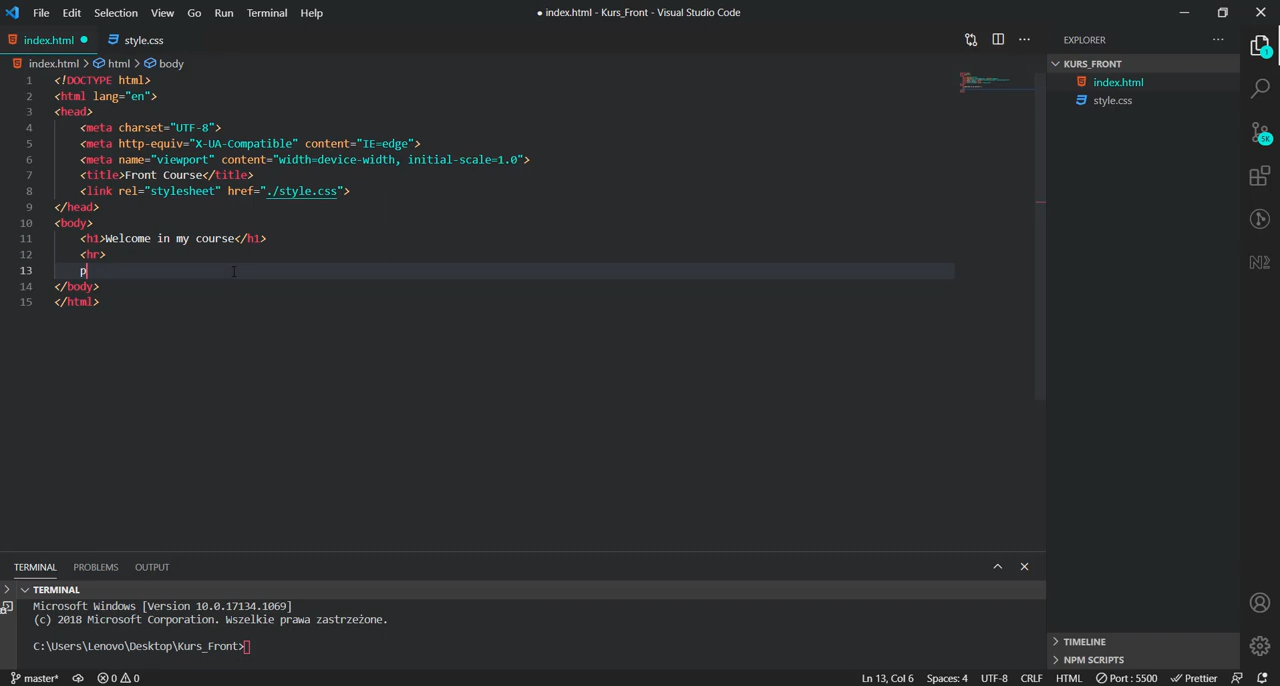 File Edit Selection View Go Run Terminal Help
● index.html - Kurs_Front - Visual Studio Code
index.html ● style.css
EXPLORER
index.html > html > body
KURS_FRONT
index.html
style.css
1 <!DOCTYPE html>
2 <html lang="en">
3 <head>
4 <meta charset="UTF-8">
5 <meta http-equiv="X-UA-Compatible" content="IE=edge">
6 <meta name="viewport" content="width=device-width, initial-scale=1.0">
7 <title>Front Course</title>
8 <link rel="stylesheet" href="./style.css">
9 </head>
10 <body>
11 <h1>Welcome in my course</h1>
12 <hr>
13 p
14 </body>
15 </html>
1
5K
TERMINAL PROBLEMS OUTPUT
TERMINAL
Microsoft Windows [Version 10.0.17134.1069]
(c) 2018 Microsoft Corporation. Wszelkie prawa zastrzeżone.
C:\Users\Lenovo\Desktop\Kurs_Front>
TIMELINE
NPM SCRIPTS
master* 0 0 Ln 13, Col 6 Spaces: 4 UTF-8 CRLF HTML Port : 5500 Prettier